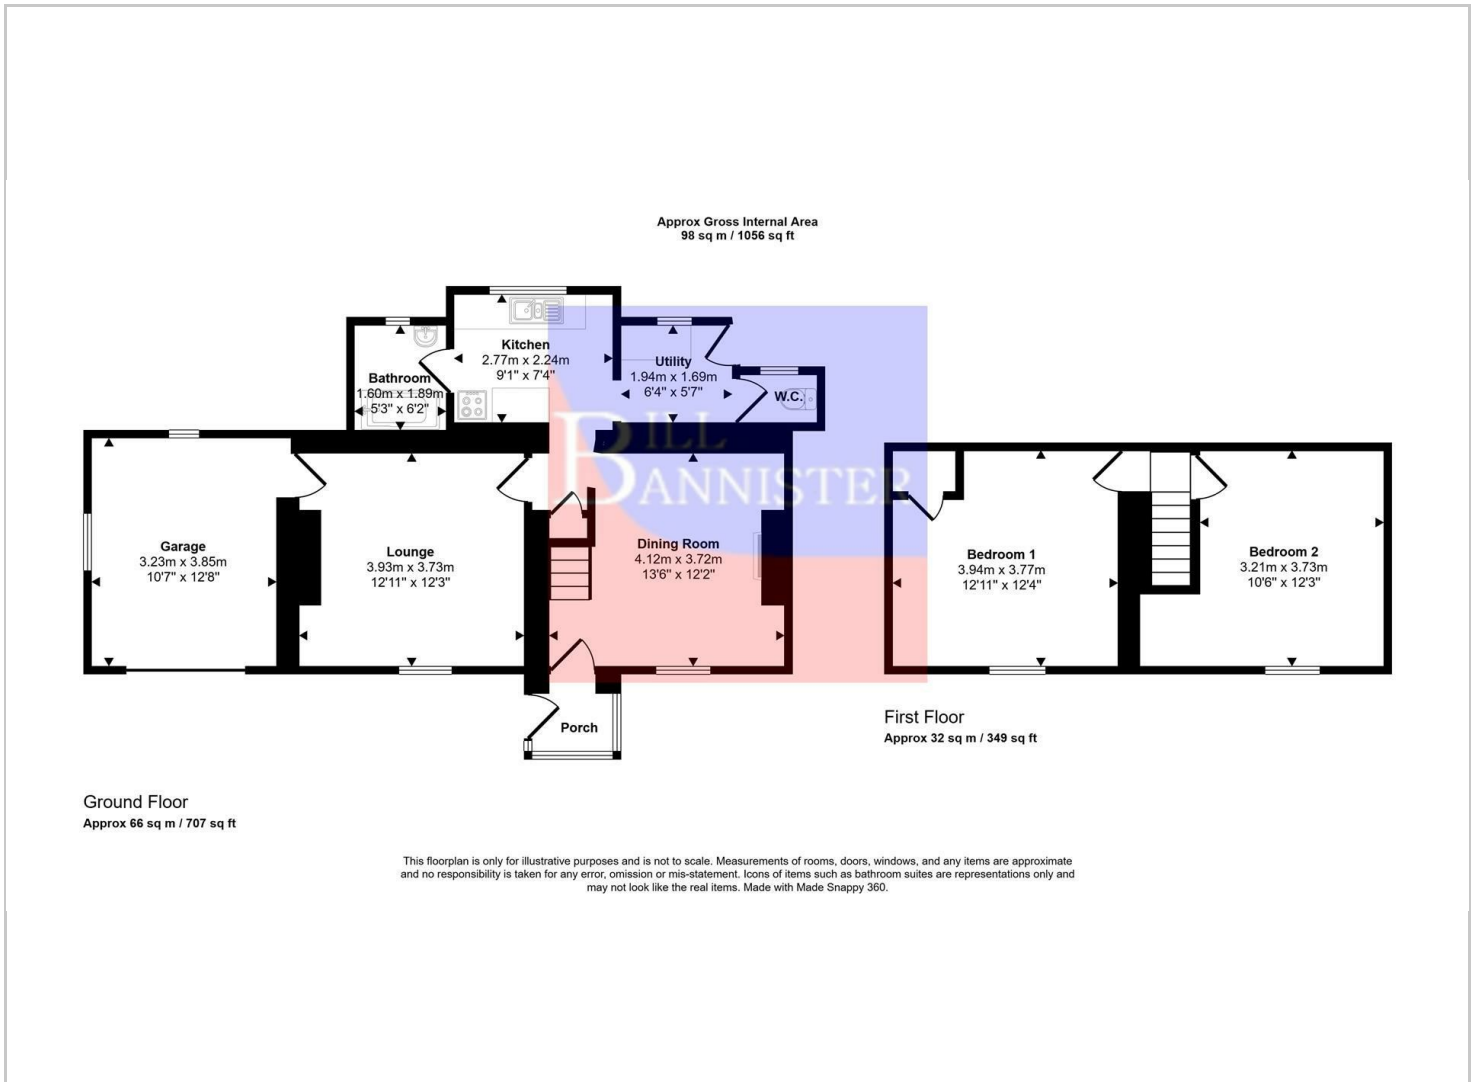 Approx Gross Internal Area
98 sq m / 1056 sq ft
Kitchen
2.77m x 2.24m
9'1" x 7'4"
Utility
1.94m x 1.69m
6'4" x 5'7"
Bathroom
1.60m x 1.89m
5'3" x 6'2"
W.C.
BILL
BANNISTER
Garage
3.23m x 3.85m
10'7" x 12'8"
Lounge
3.93m x 3.73m
12'11" x 12'3"
Dining Room
4.12m x 3.72m
13'6" x 12'2"
Bedroom 1
3.94m x 3.77m
12'11" x 12'4"
Bedroom 2
3.21m x 3.73m
10'6" x 12'3"
Porch
First Floor
Approx 32 sq m / 349 sq ft
Ground Floor
Approx 66 sq m / 707 sq ft
This floorplan is only for illustrative purposes and is not to scale. Measurements of rooms, doors, windows, and any items are approximate
and no responsibility is taken for any error, omission or mis-statement. Icons of items such as bathroom suites are representations only and
may not look like the real items. Made with Made Snappy 360.